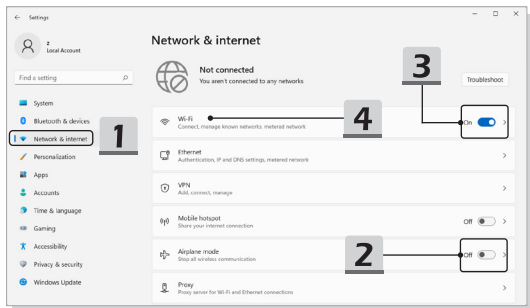 Settings
z
Local Account
Find a setting
System
Bluetooth & devices
Network & internet
Personalization
Apps
Accounts
Time & language
Gaming
Accessibility
Privacy & security
Windows Update
1
Network & internet
Not connected
You aren't connected to any networks
Troubleshoot
3
Wi-Fi
Connect, manage known networks, metered network
4
On
Ethernet
Authentication, IP and DNS settings, metered network
VPN
Add, connect, manage
Mobile hotspot
Share your internet connection
Off
Airplane mode
Stop all wireless communication
2
Off
Proxy
Proxy server for Wi-Fi and Ethernet connections